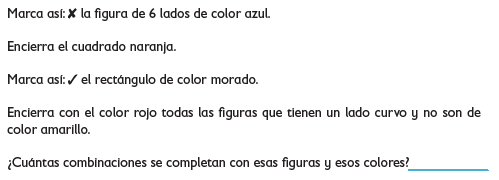 Marca así: ✘ la figura de 6 lados de color azul.
Encierra el cuadrado naranja.
Marca así: ✓ el rectángulo de color morado.
Encierra con el color rojo todas las figuras que tienen un lado curvo y no son de
color amarillo.
¿Cuántas combinaciones se completan con esas figuras y esos colores?